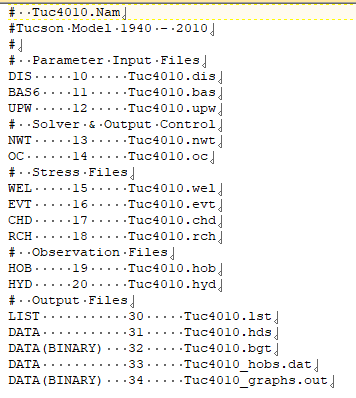 #  Tuc4010.Nam
#Tucson Model 1940 - 2010
#
#  Parameter Input Files
DIS     10     Tuc4010.dis
BAS6    11     Tuc4010.bas
UPW     12     Tuc4010.upw
#  Solver & Output Control
NWT     13     Tuc4010.nwt
OC      14     Tuc4010.oc
#  Stress Files
WEL     15     Tuc4010.wel
EVT     16     Tuc4010.evt
CHD     17     Tuc4010.chd
RCH     18     Tuc4010.rch
#  Observation Files
HOB     19     Tuc4010.hob
HYD     20     Tuc4010.hyd
#  Output Files
LIST           30     Tuc4010.lst
DATA           31     Tuc4010.hds
DATA(BINARY)   32     Tuc4010.bgt
DATA           33     Tuc4010_hobs.dat
DATA(BINARY)   34     Tuc4010_graphs.out